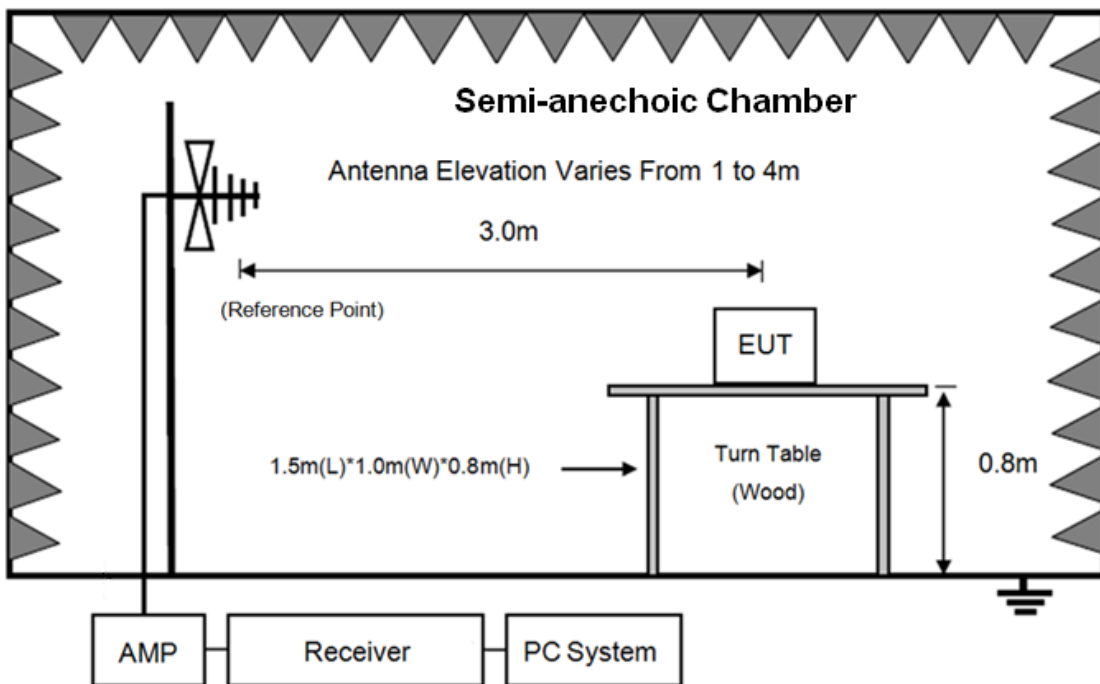 Semi-anechoic Chamber
Antenna Elevation Varies From 1 to 4m
3.0m
(Reference Point)
EUT
1.5m(L)*1.0m(W)*0.8m(H)
Turn Table
(Wood)
0.8m
AMP
Receiver
PC System